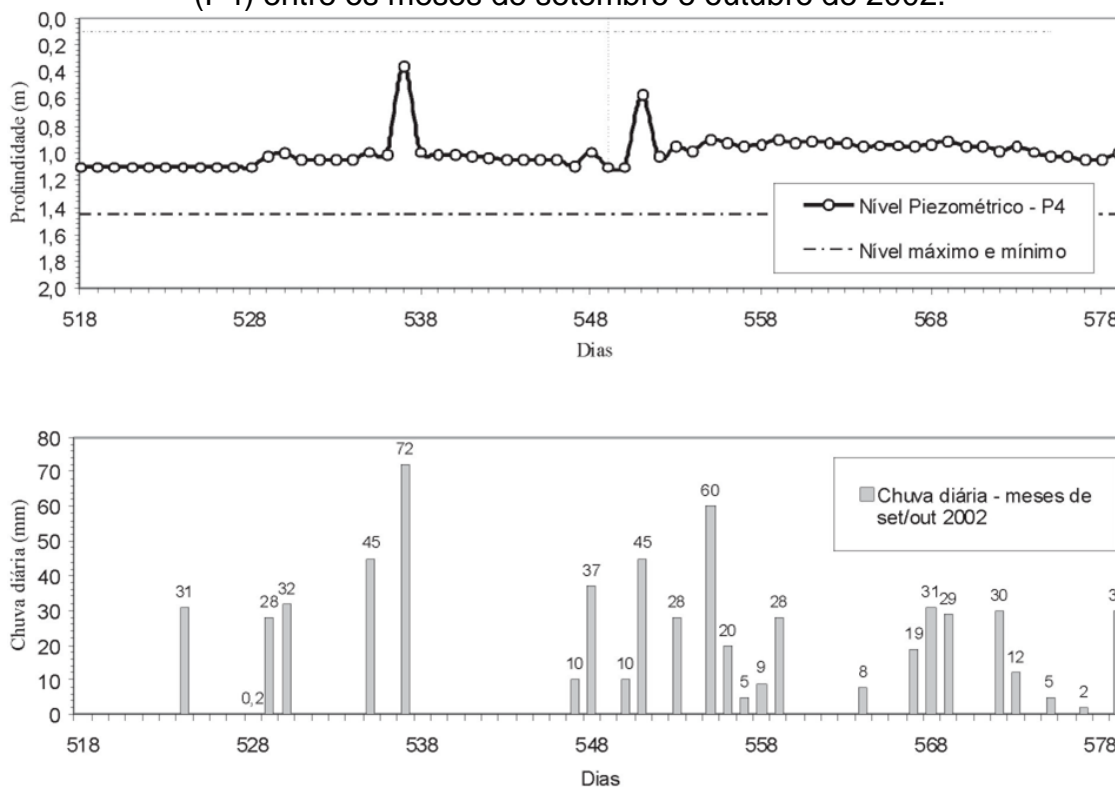 (P4) entre os meses de setembro e outubro de 2002.
0,0
0,2
0,4
0,6
0,8
1,0
1,2
1,4
1,6
1,8
2,0
Profundidade (m)
Nível Piezométrico - P4
Nível máximo e mínimo
518 528 538 548 558 568 578
Dias
80
70
60
50
40
30
20
10
0
Chuva diária (mm)
31 0,2 28 32 45 72 10 37 10 45 28 60 20 5 9 28 8 19 31 29 30 12 5 2
Chuva diária - meses de
set/out 2002
518 528 538 548 558 568 578
Dias